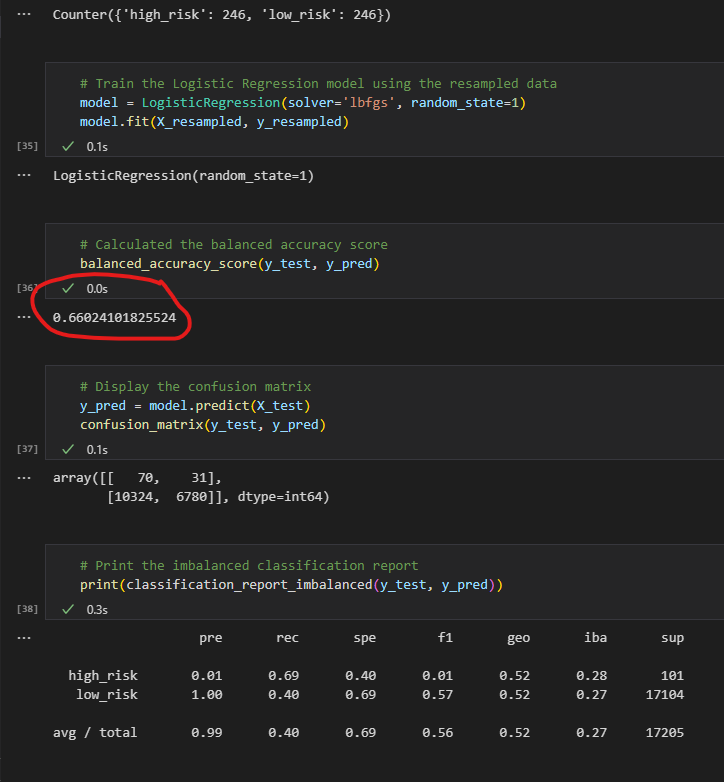 ... Counter({'high_risk': 246, 'low_risk': 246})
# Train the Logistic Regression model using the resampled data
model = LogisticRegression(solver='lbfgs', random_state=1)
model.fit(X_resampled, y_resampled)
[35] ✓ 0.1s
... LogisticRegression(random_state=1)
# Calculated the balanced accuracy score
balanced_accuracy_score(y_test, y_pred)
[36] ✓ 0.0s
... 0.66024101825524
# Display the confusion matrix
y_pred = model.predict(X_test)
confusion_matrix(y_test, y_pred)
[37] ✓ 0.1s
... array([[   70,    31],
       [10324,  6780]], dtype=int64)
# Print the imbalanced classification report
print(classification_report_imbalanced(y_test, y_pred))
[38] ✓ 0.3s
... pre rec spe f1 geo iba sup
high_risk 0.01 0.69 0.40 0.01 0.52 0.28 101
low_risk 1.00 0.40 0.69 0.57 0.52 0.27 17104
avg / total 0.99 0.40 0.69 0.56 0.52 0.27 17205